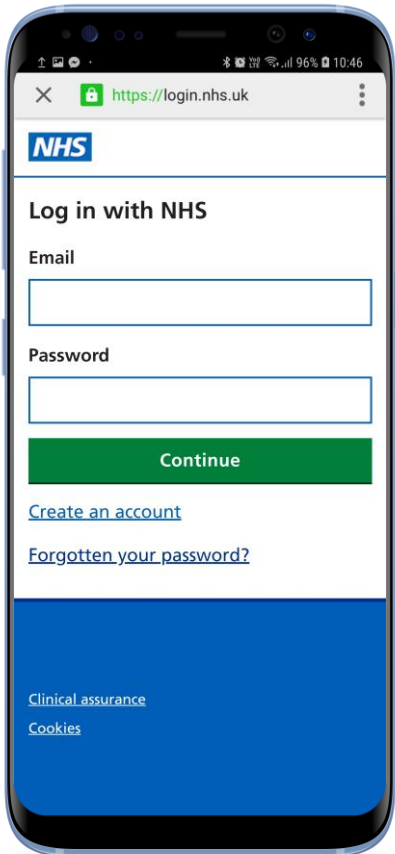 96% 10:46
https://login.nhs.uk
NHS
Log in with NHS
Email
Password
Continue
Create an account
Forgotten your password?
Clinical assurance
Cookies